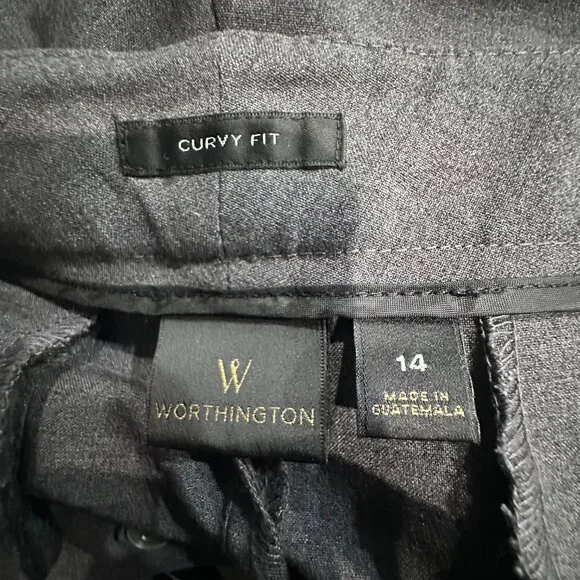 CURVY FIT
W
WORTHINGTON
14
MADE IN
GUATEMALA